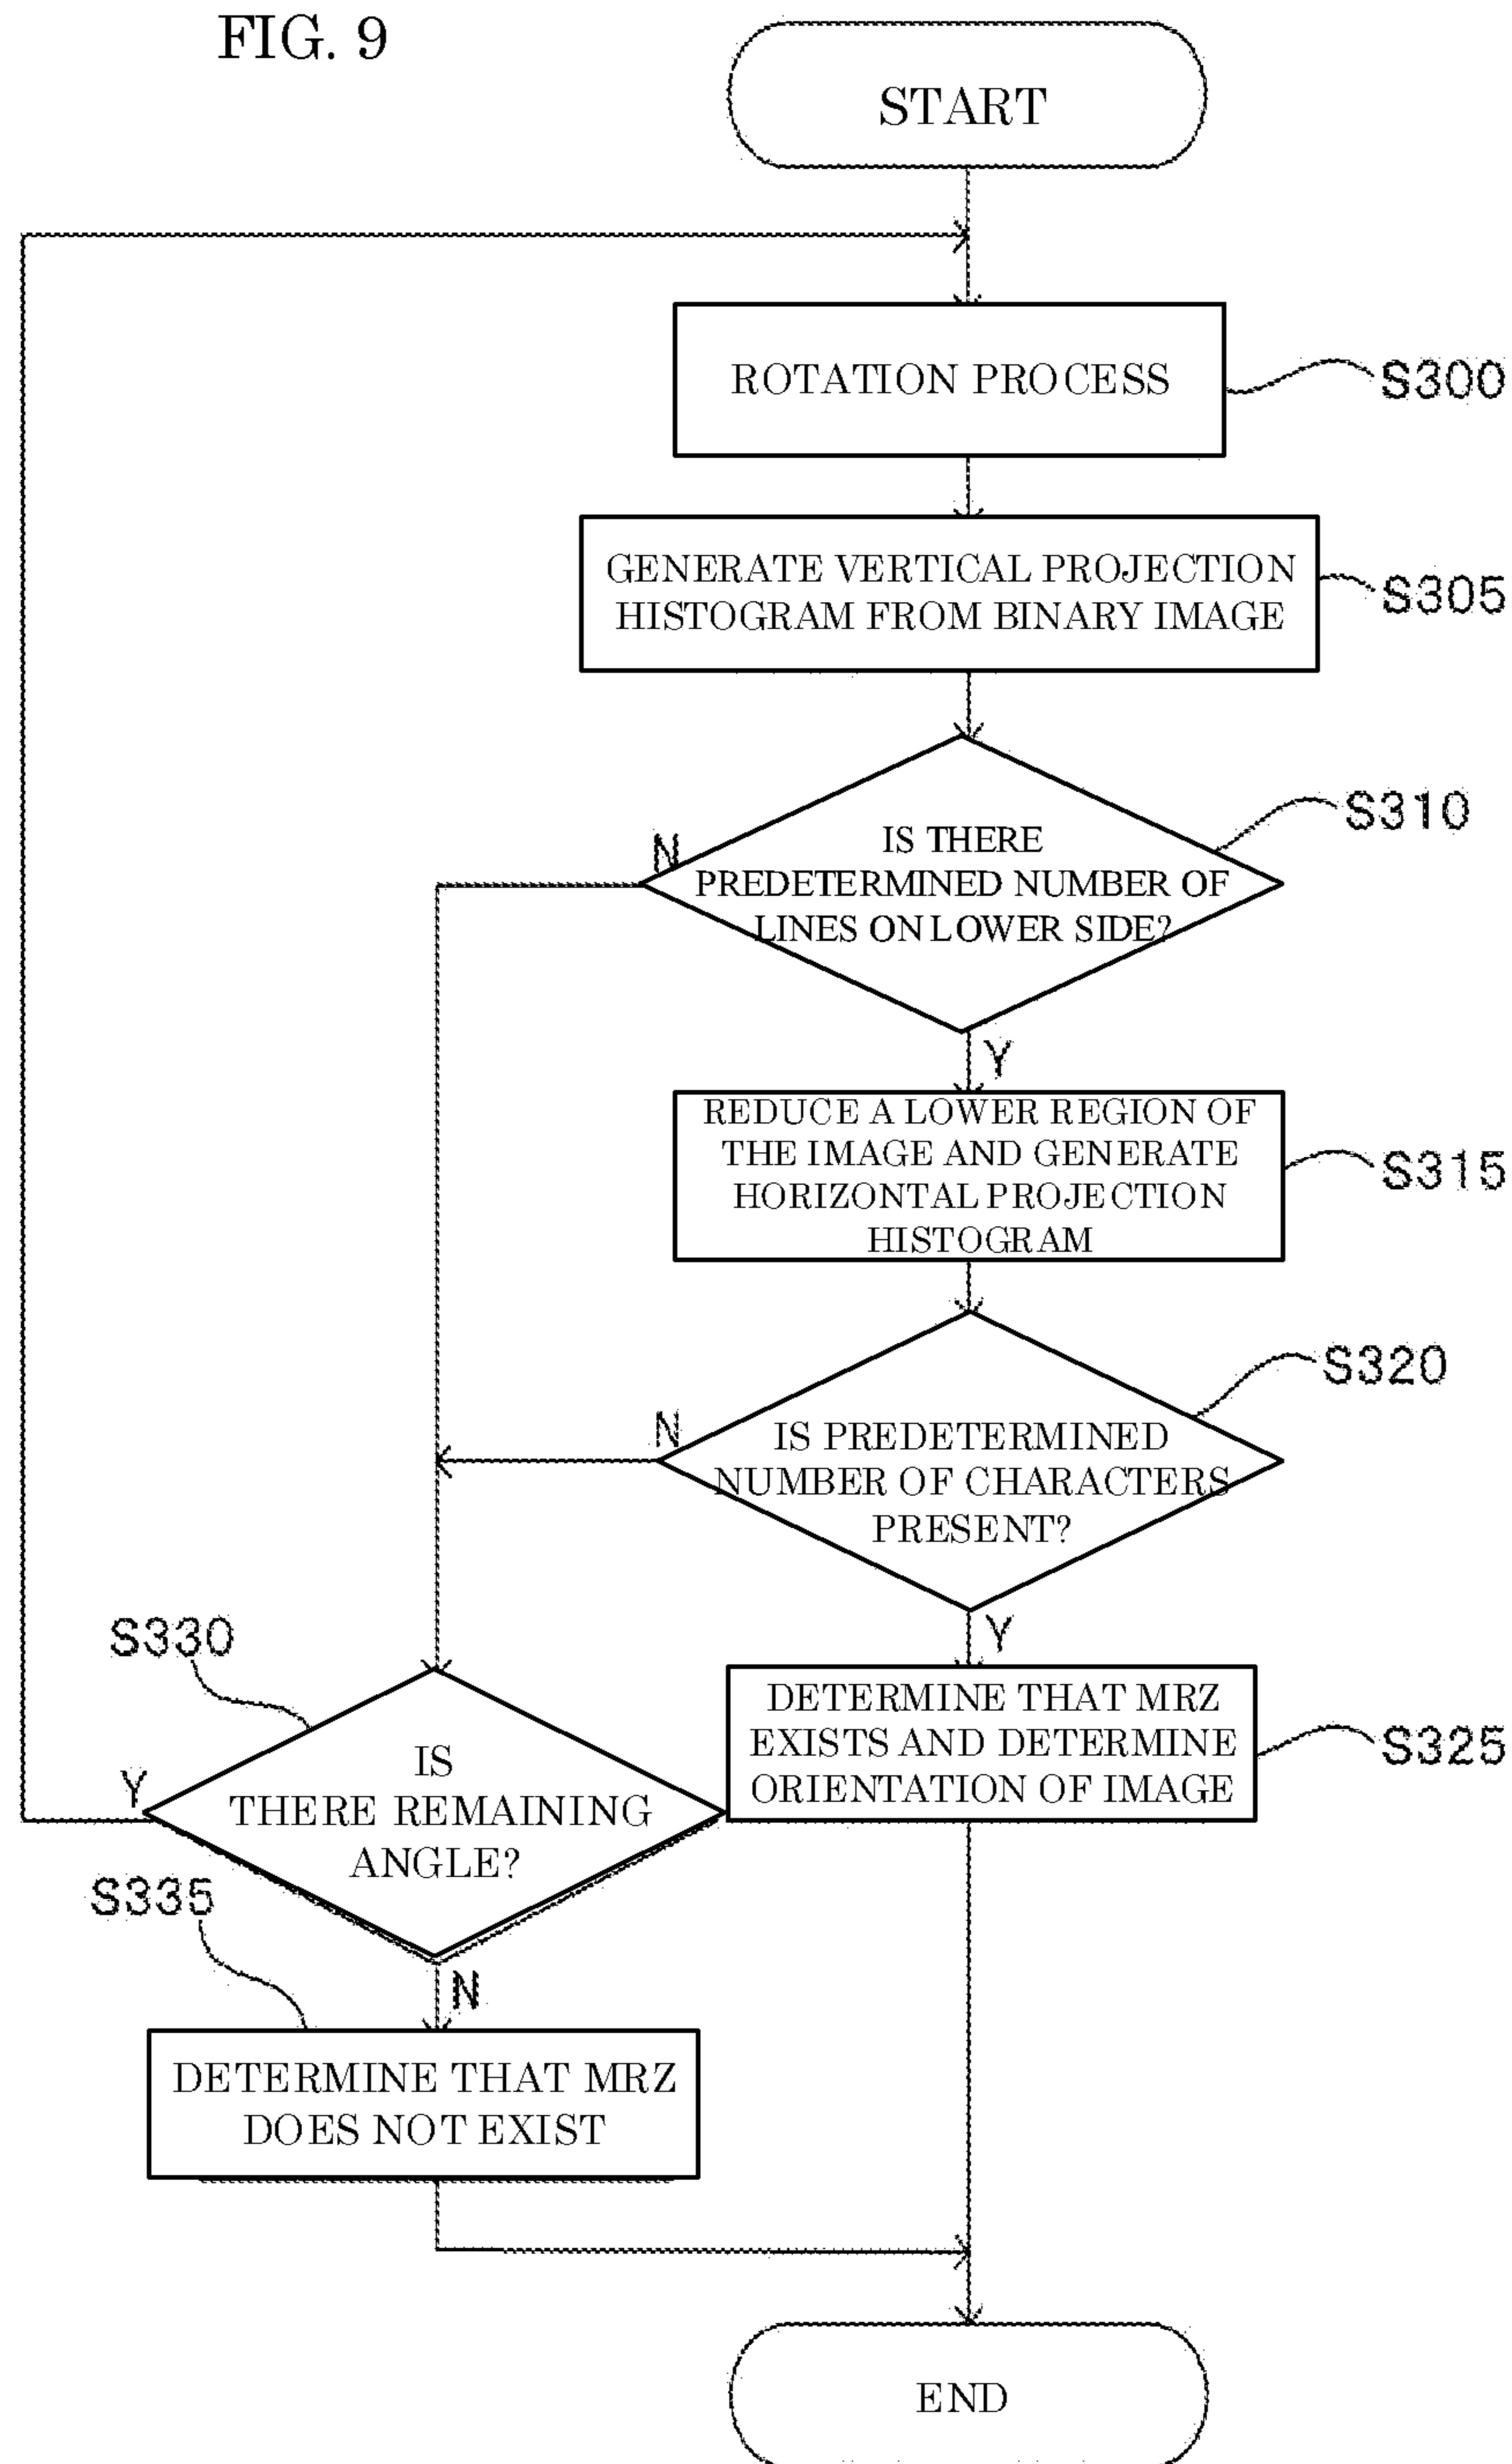 FIG. 9
START
ROTATION PROCESS
S300
GENERATE VERTICAL PROJECTION
HISTOGRAM FROM BINARY IMAGE
S305
IS THERE
PREDETERMINED NUMBER OF
LINES ON LOWER SIDE?
S310
N
Y
REDUCE A LOWER REGION OF
THE IMAGE AND GENERATE
HORIZONTAL PROJECTION
HISTOGRAM
S315
IS PREDETERMINED
NUMBER OF CHARACTERS
PRESENT?
S320
N
Y
DETERMINE THAT MRZ
EXISTS AND DETERMINE
ORIENTATION OF IMAGE
S325
S330
IS
THERE REMAINING
ANGLE?
Y
N
S335
DETERMINE THAT MRZ
DOES NOT EXIST
END